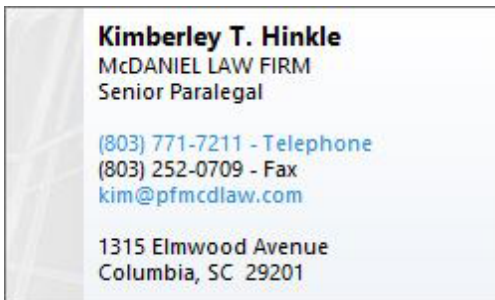 Kimberley T. Hinkle
McDANIEL LAW FIRM
Senior Paralegal
(803) 771-7211 - Telephone
(803) 252-0709 - Fax
kim@pfmcdlaw.com
1315 Elmwood Avenue
Columbia, SC  29201